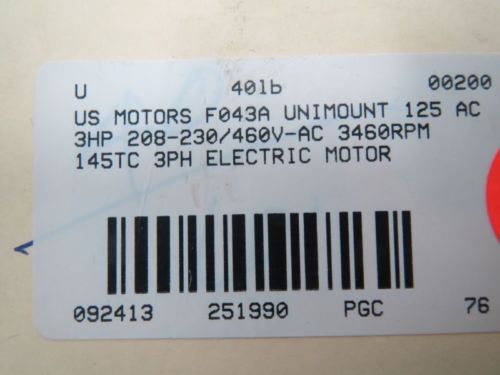 U 40lb 00200
US MOTORS F043A UNIMOUNT 125 AC
3HP 208-230/460V-AC 3460RPM
145TC 3PH ELECTRIC MOTOR
092413 251990 PGC 76